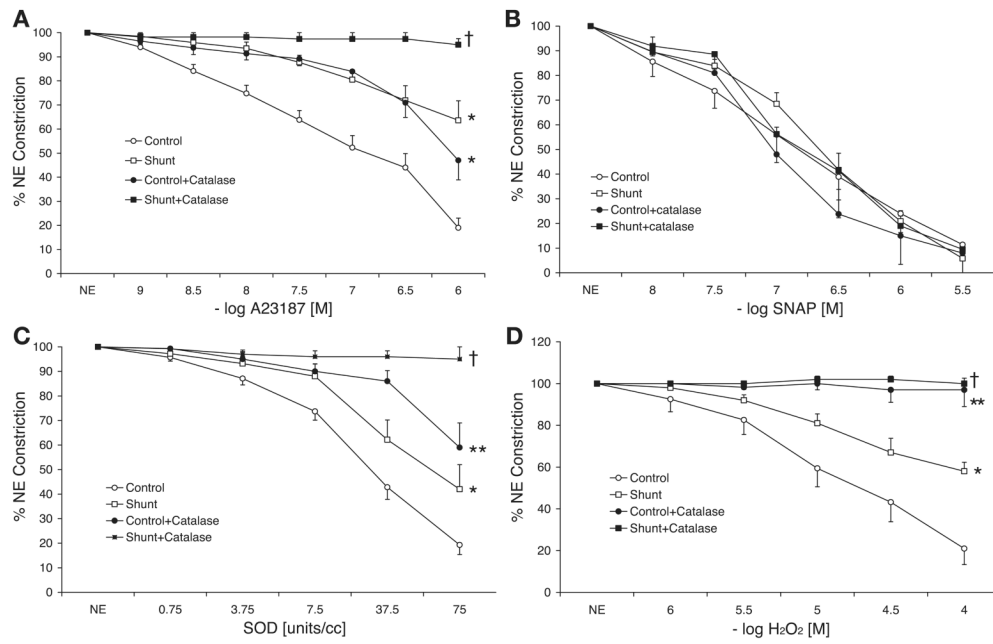 A
100
90
80
70
60
50
40
30
20
10
0
% NE Constriction
Control
Shunt
Control+Catalase
Shunt+Catalase
†
*
*
NE 9 8.5 8 7.5 7 6.5 6
- log A23187 [M]
B
100
90
80
70
60
50
40
30
20
10
0
% NE Constriction
Control
Shunt
Control+catalase
Shunt+catalase
NE 8 7.5 7 6.5 6 5.5
- log SNAP [M]
C
100
90
80
70
60
50
40
30
20
10
0
% NE Constriction
Control
Shunt
Control+Catalase
Shunt+Catalase
†
**
*
NE 0.75 3.75 7.5 37.5 75
SOD [units/cc]
D
120
100
80
60
40
20
0
% NE Constriction
Control
Shunt
Control+Catalase
Shunt+Catalase
†
**
*
NE 6 5.5 5 4.5 4
- log H₂O₂ [M]